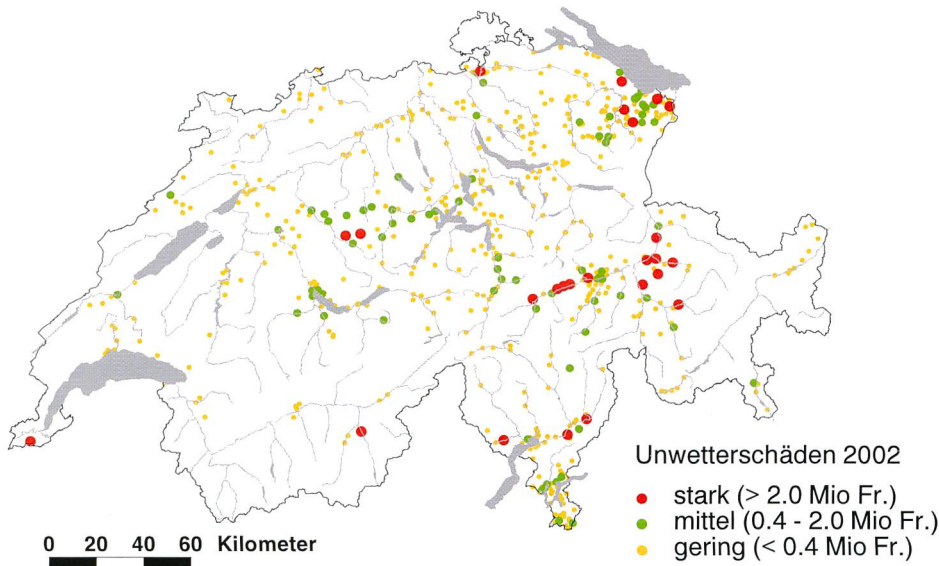 Unwetterschäden 2002
stark (> 2.0 Mio Fr.)
mittel (0.4 - 2.0 Mio Fr.)
gering (< 0.4 Mio Fr.)
0 20 40 60 Kilometer